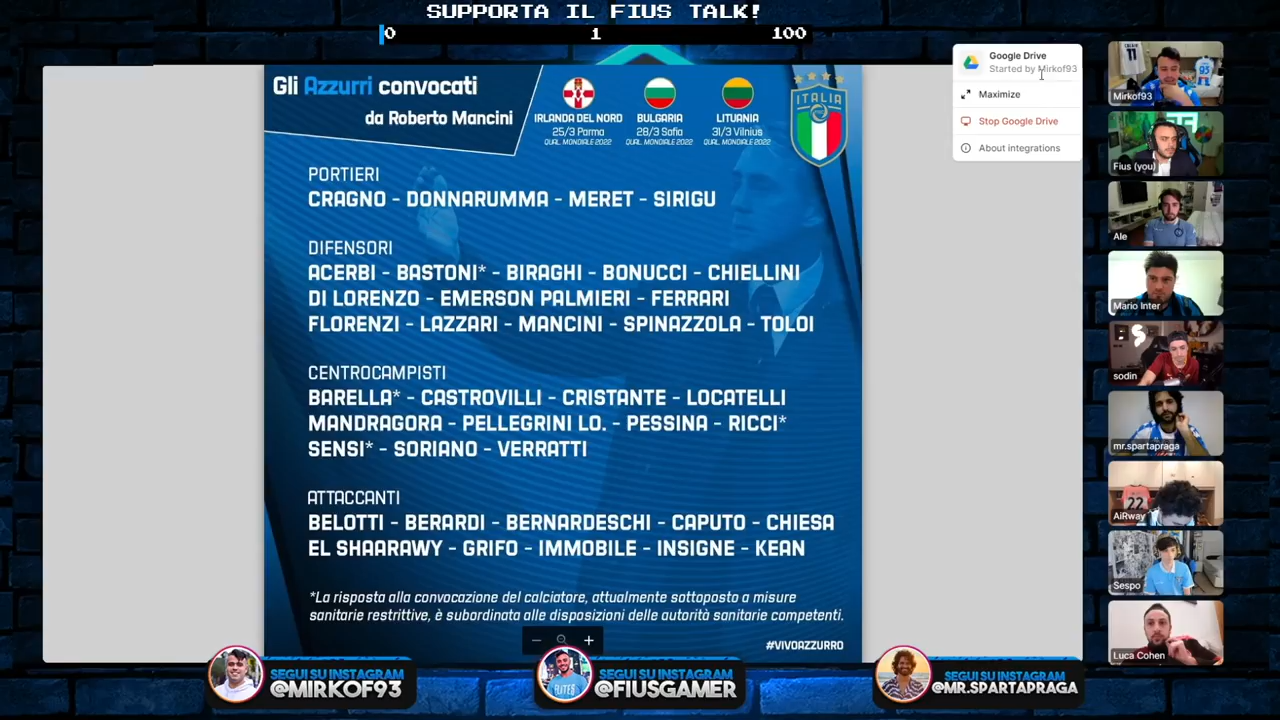 SUPPORTA IL FIUS TALK!
0 1 100
Gli Azzurri convocati
da Roberto Mancini
IRLANDA DEL NORD
25/3 Parma
QUAL. MONDIALE 2022
BULGARIA
28/3 Sofia
QUAL. MONDIALE 2022
LITUANIA
31/3 Vilnius
QUAL. MONDIALE 2022
ITALIA
PORTIERI
CRAGNO - DONNARUMMA - MERET - SIRIGU
DIFENSORI
ACERBI - BASTONI* - BIRAGHI - BONUCCI - CHIELLINI
DI LORENZO - EMERSON PALMIERI - FERRARI
FLORENZI - LAZZARI - MANCINI - SPINAZZOLA - TOLOI
CENTROCAMPISTI
BARELLA* - CASTROVILLI - CRISTANTE - LOCATELLI
MANDRAGORA - PELLEGRINI LO. - PESSINA - RICCI*
SENSI* - SORIANO - VERRATTI
ATTACCANTI
BELOTTI - BERARDI - BERNARDESCHI - CAPUTO - CHIESA
EL SHAARAWY - GRIFO - IMMOBILE - INSIGNE - KEAN
*La risposta alla convocazione del calciatore, attualmente sottoposto a misure
sanitarie restrittive, è subordinata alle disposizioni delle autorità sanitarie competenti.
#VIVOAZZURRO
Google Drive
Started by Mirkof93
Maximize
Stop Google Drive
About integrations
11
93
Mirkof93
Fius (you)
Ale
Mario Inter
S
sodin
mr.spartapraga
22
AiRway
Sespo
Luca Cohen
SEGUI SU INSTAGRAM
@MIRKOF93
SEGUI SU INSTAGRAM
@FIUSGAMER
SEGUI SU INSTAGRAM
@MR.SPARTAPRAGA